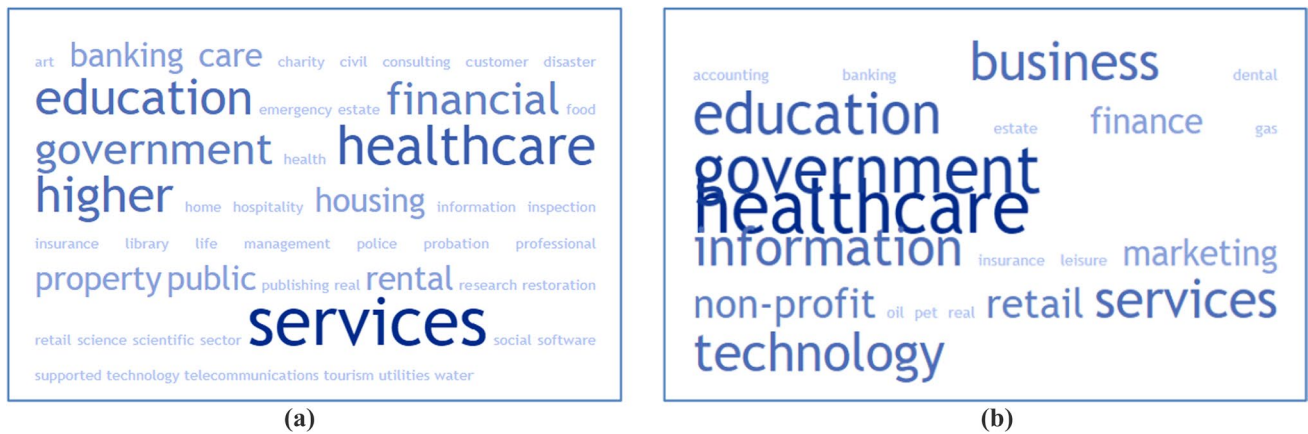 art banking care charity civil consulting customer disaster
education emergency estate financial food
government health healthcare
higher home hospitality housing information inspection
insurance library life management police probation professional
property public publishing real rental research restoration
retail science scientific sector services social software
supported technology telecommunications tourism utilities water
(a)
accounting banking business dental
education estate finance gas
government
healthcare
information insurance leisure marketing
non-profit oil pet real retail services
technology
(b)